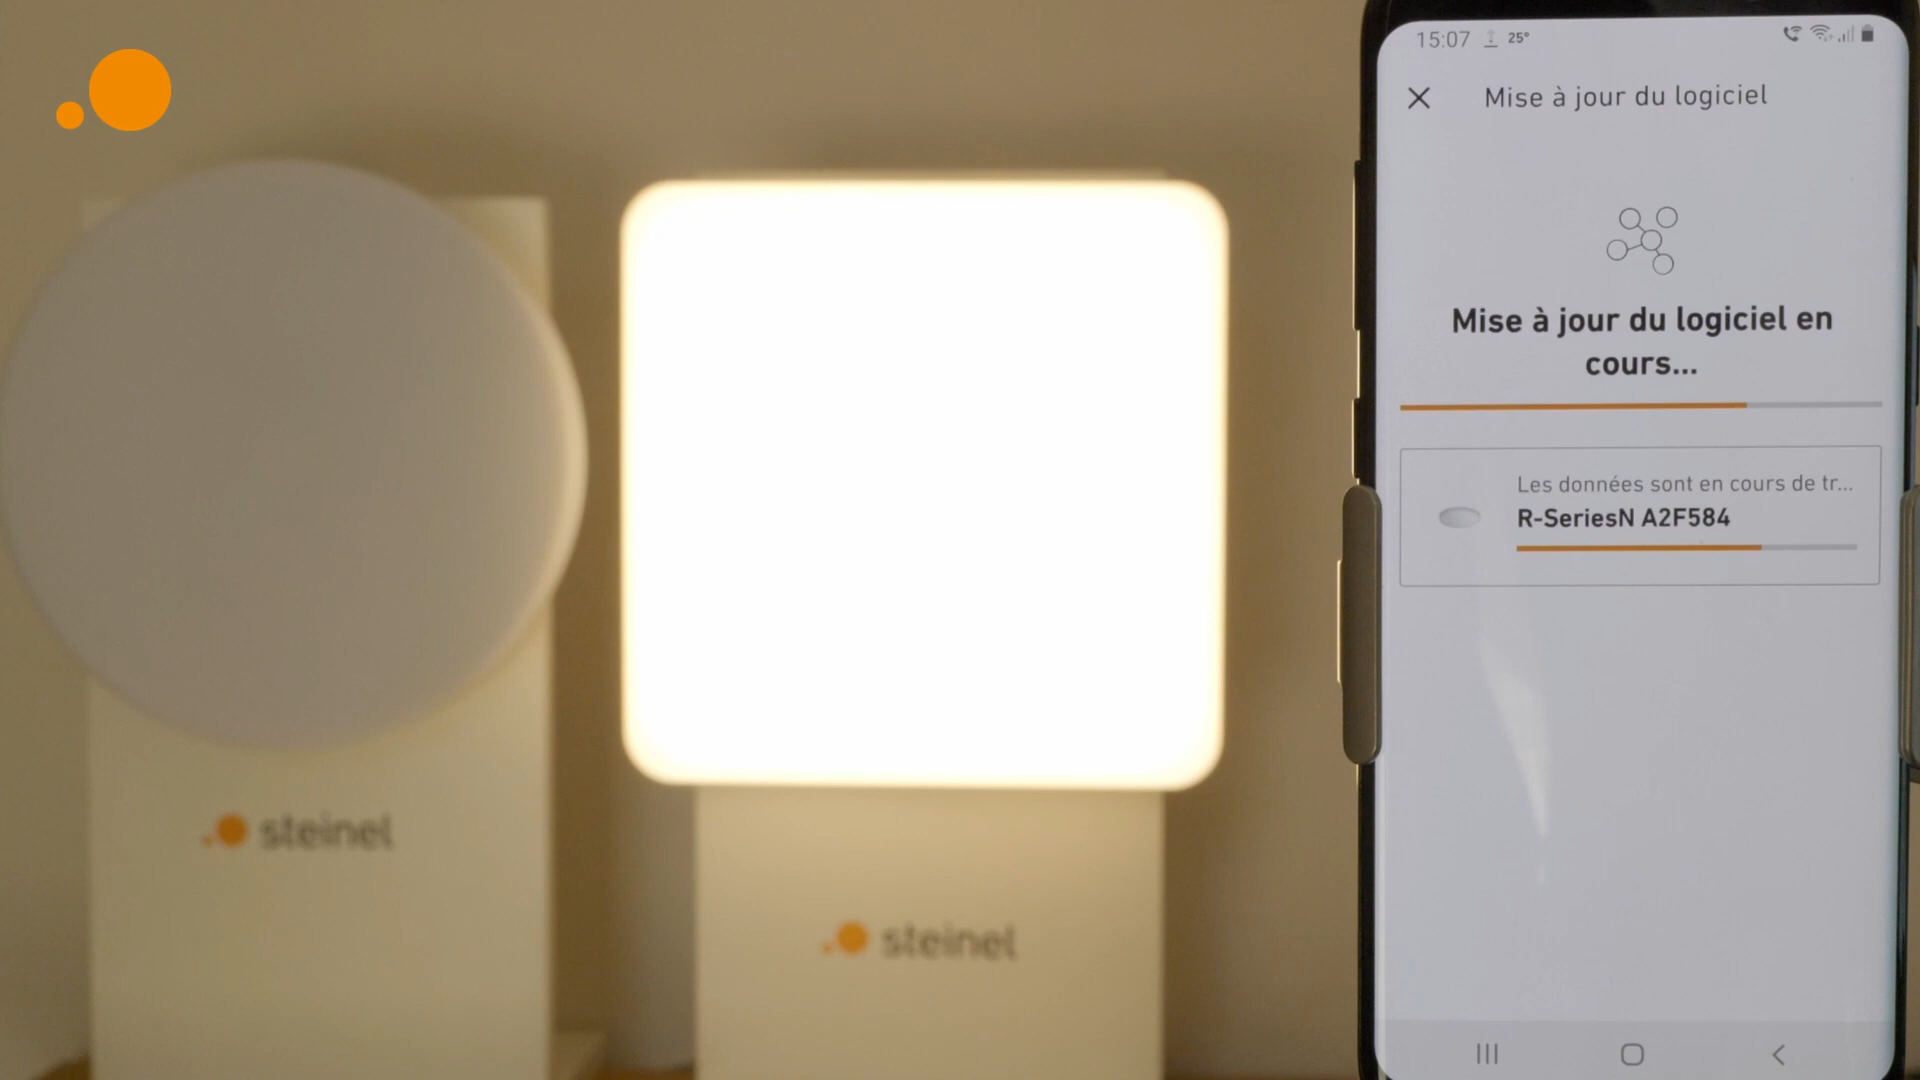 15:07 25°
Mise à jour du logiciel
Mise à jour du logiciel en
cours...
Les données sont en cours de tr...
R-SeriesN A2F584
steinel
steinel